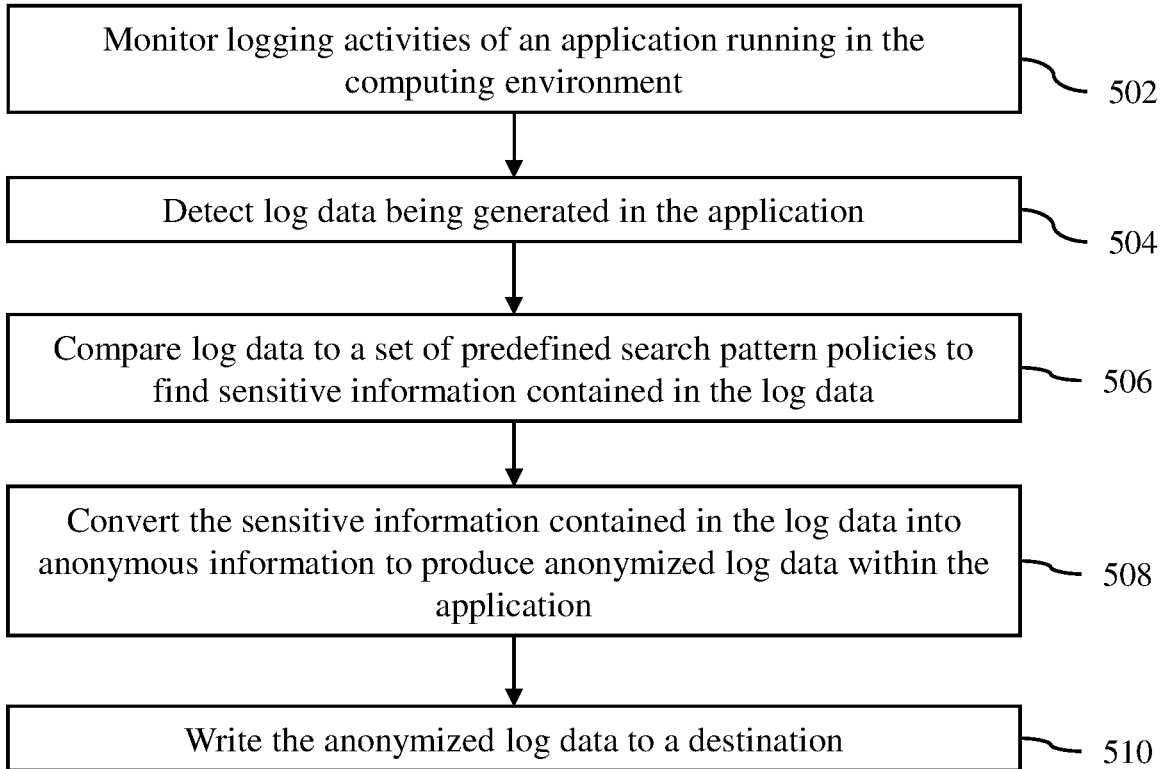 Monitor logging activities of an application running in the
computing environment
502
Detect log data being generated in the application
504
Compare log data to a set of predefined search pattern policies to
find sensitive information contained in the log data
506
Convert the sensitive information contained in the log data into
anonymous information to produce anonymized log data within the
application
508
Write the anonymized log data to a destination
510